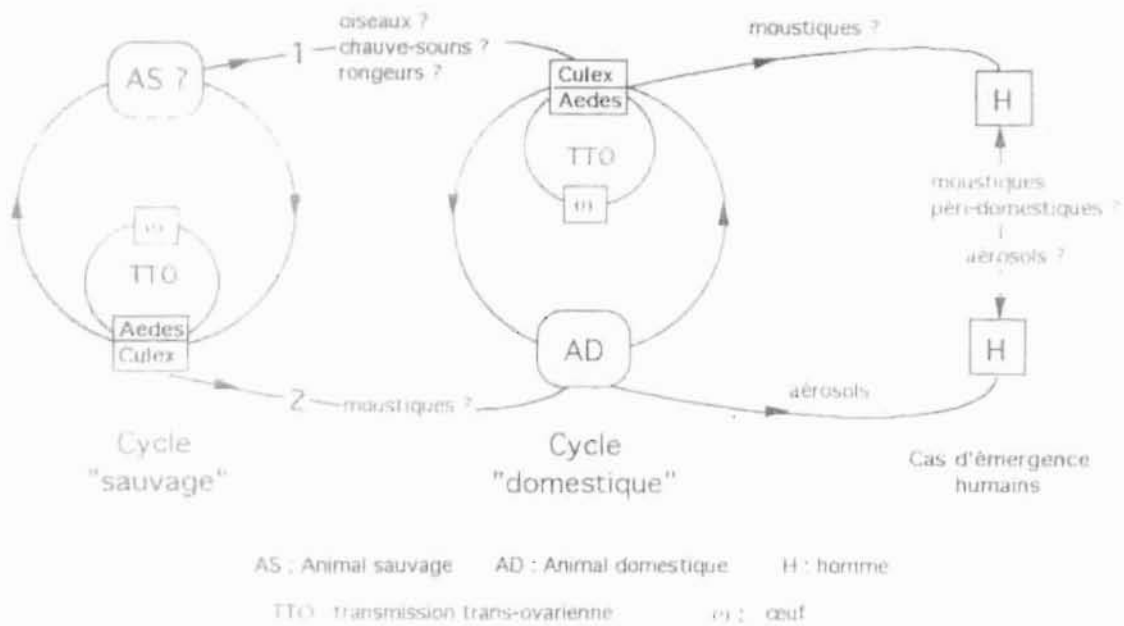 oiseaux ?
1 chauve-souris ?
rongeurs ?
moustiques ?
AS ?
Culex
Aedes
H
TTO
moustiques
péri-domestiques ?
TTO
aérosols ?
Aedes
Culex
AD
H
2 moustiques ?
aérosols
Cycle
"sauvage"
Cycle
"domestique"
Cas d'émergence
humains
AS : Animal sauvage AD : Animal domestique H : homme
TTO : transmission trans-ovarienne : œuf